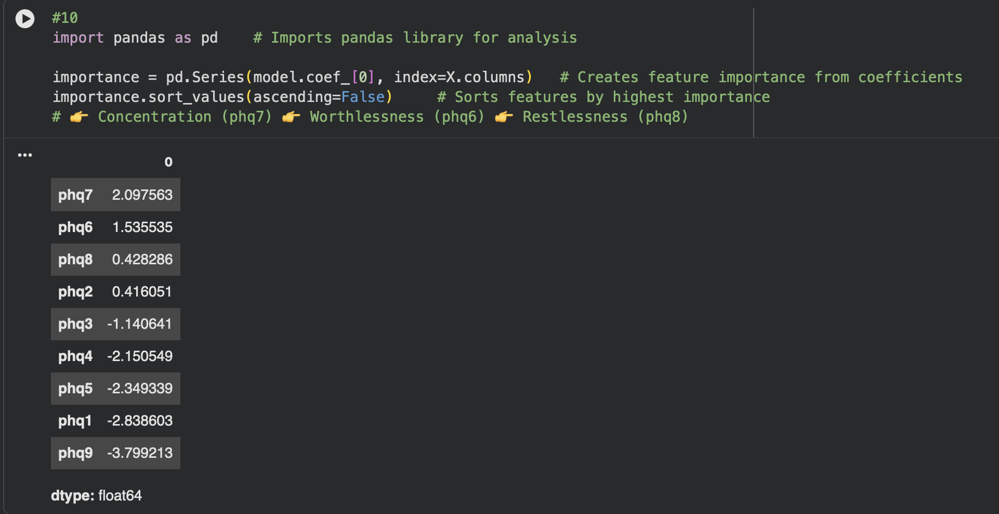 #10
import pandas as pd    # Imports pandas library for analysis
importance = pd.Series(model.coef_[0], index=X.columns)   # Creates feature importance from coefficients
importance.sort_values(ascending=False)     # Sorts features by highest importance
# 👉 Concentration (phq7) 👉 Worthlessness (phq6) 👉 Restlessness (phq8)
0
phq7 2.097563
phq6 1.535535
phq8 0.428286
phq2 0.416051
phq3 -1.140641
phq4 -2.150549
phq5 -2.349339
phq1 -2.838603
phq9 -3.799213
dtype: float64